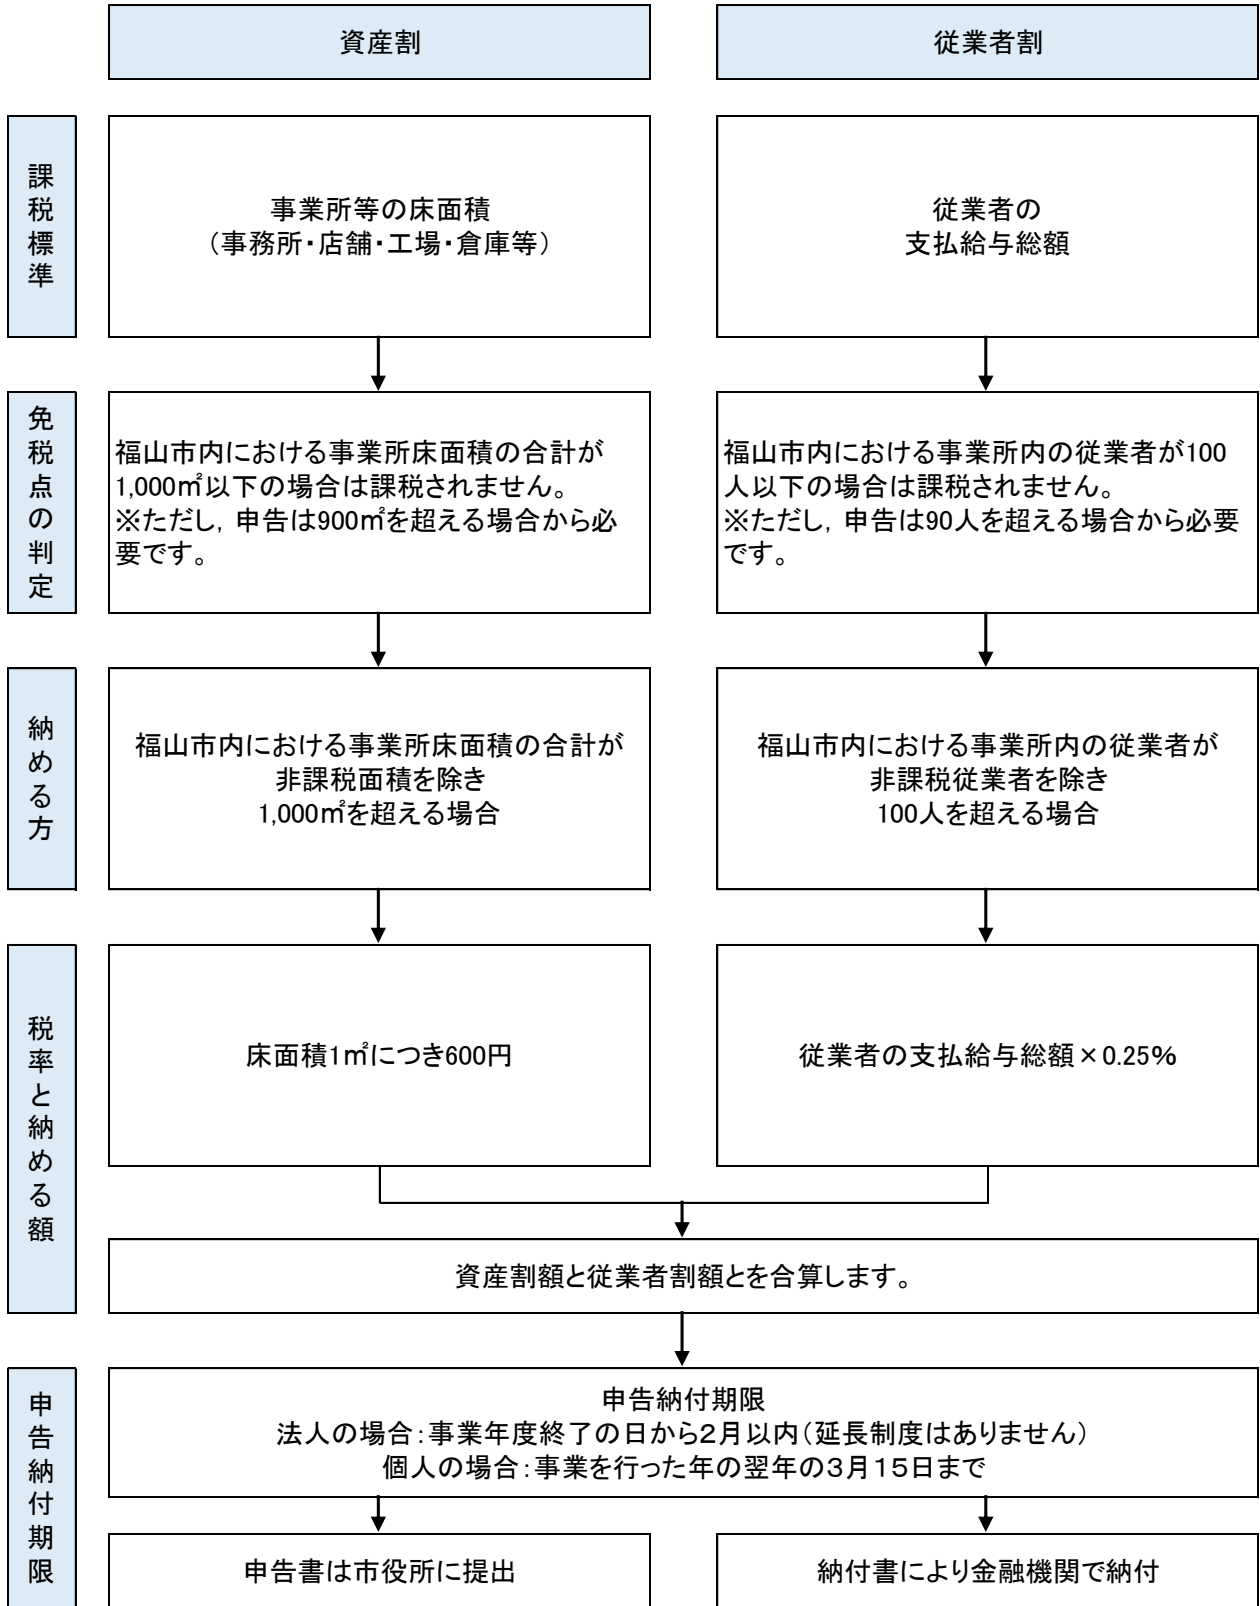 資産割
従業者割
課税標準
事業所等の床面積
（事務所・店舗・工場・倉庫等）
従業者の
支払給与総額
免税点の判定
福山市内における事業所床面積の合計が
1,000㎡以下の場合は課税されません。
※ただし，申告は900㎡を超える場合から必
要です。
福山市内における事業所内の従業者が100
人以下の場合は課税されません。
※ただし，申告は90人を超える場合から必要
です。
納める方
福山市内における事業所床面積の合計が
非課税面積を除き
1,000㎡を超える場合
福山市内における事業所内の従業者が
非課税従業者を除き
100人を超える場合
税率と納める額
床面積1㎡につき600円
従業者の支払給与総額×0.25％
資産割額と従業者割額とを合算します。
申告納付期限
申告納付期限
法人の場合：事業年度終了の日から２月以内（延長制度はありません）
個人の場合：事業を行った年の翌年の３月１５日まで
申告書は市役所に提出
納付書により金融機関で納付